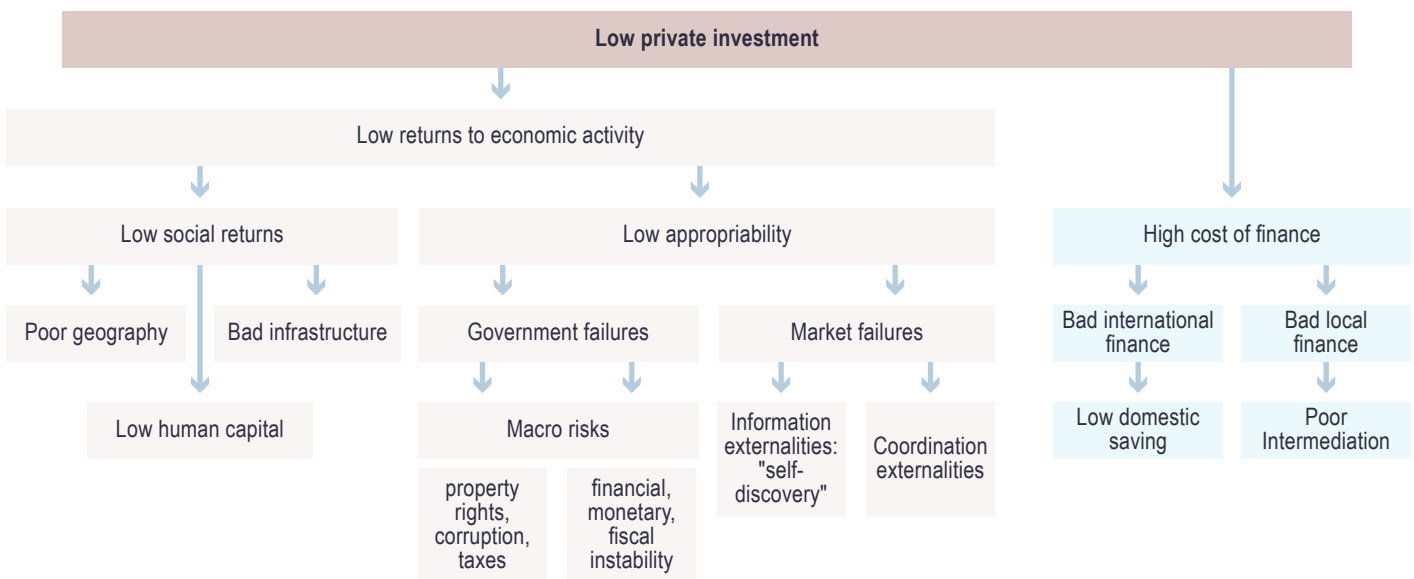 Low private investment
Low returns to economic activity
Low social returns
Low appropriability
High cost of finance
Poor geography
Bad infrastructure
Government failures
Market failures
Bad international
finance
Bad local
finance
Low human capital
Macro risks
Information
externalities:
"self-
discovery"
Coordination
externalities
Low domestic
saving
Poor
Intermediation
property
rights,
corruption,
taxes
financial,
monetary,
fiscal
instability